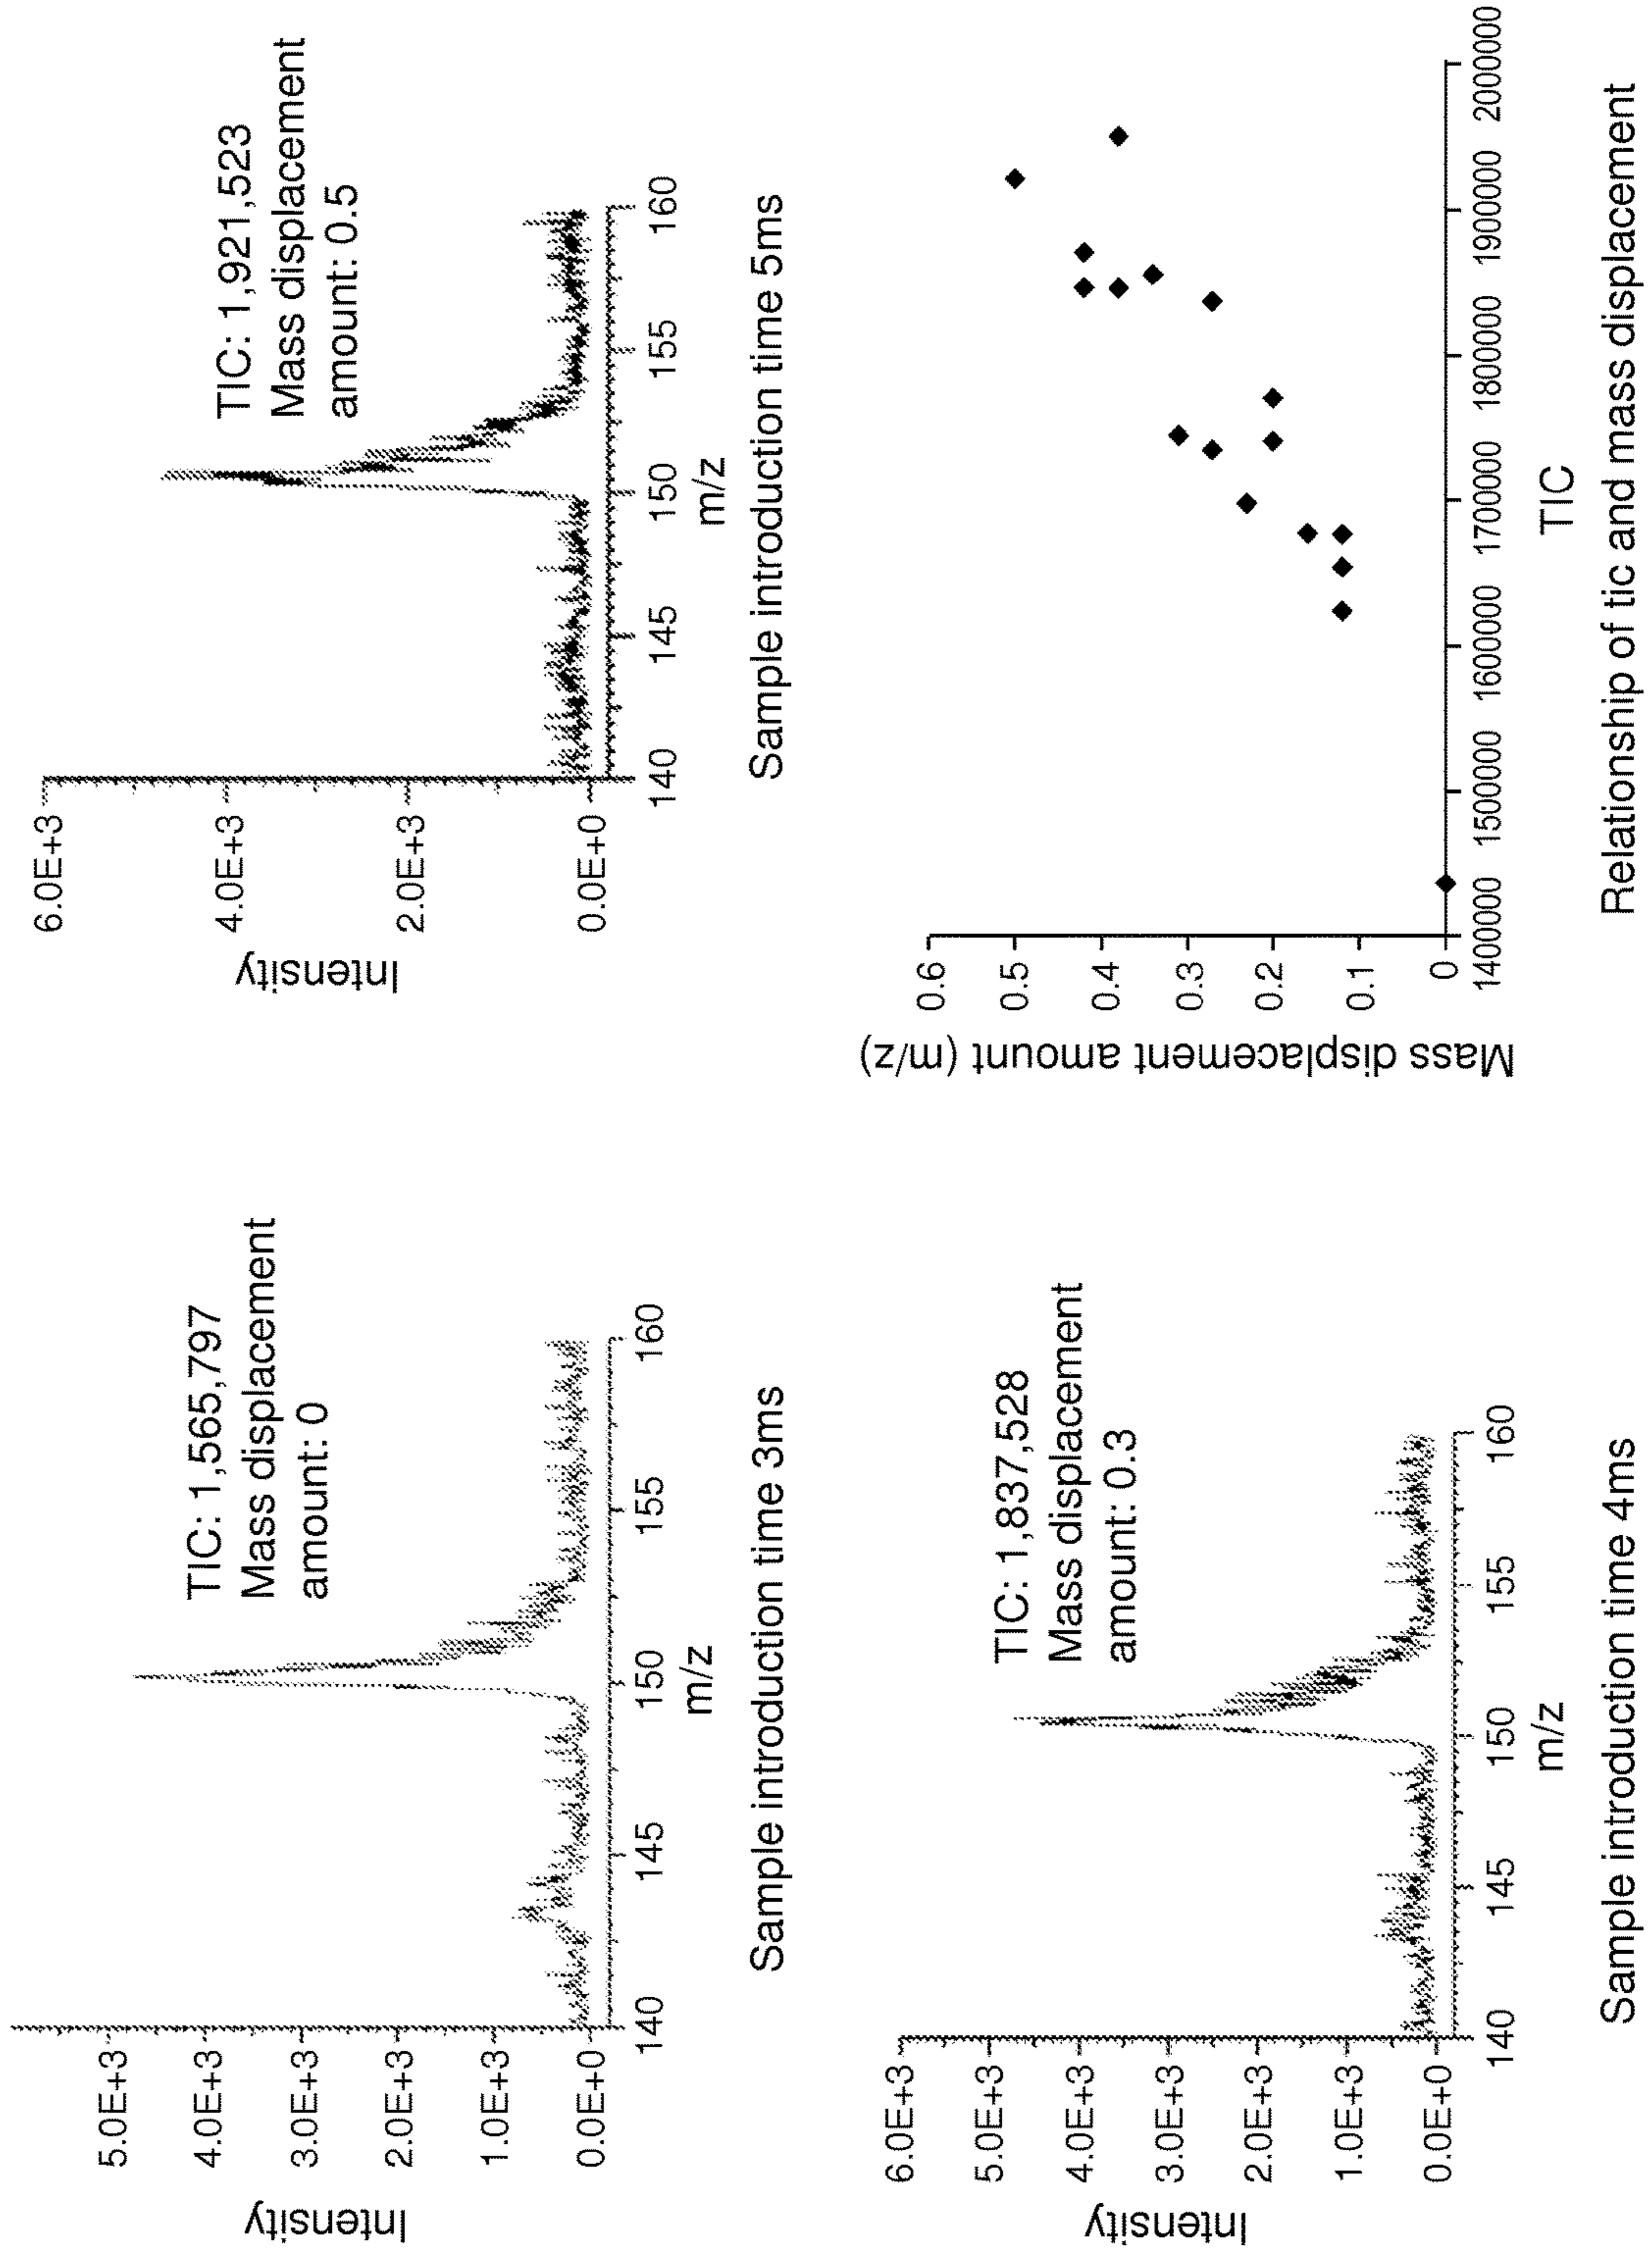 Intensity
5.0E+3
4.0E+3
3.0E+3
2.0E+3
1.0E+3
0.0E+0
TIC: 1,565,797
Mass displacement
amount: 0
140
145
150
155
160
m/z
Sample introduction time 3ms
Intensity
6.0E+3
5.0E+3
4.0E+3
3.0E+3
2.0E+3
1.0E+3
0.0E+0
TIC: 1,837,528
Mass displacement
amount: 0.3
140
145
150
155
160
m/z
Sample introduction time 4ms
Intensity
6.0E+3
4.0E+3
2.0E+3
0.0E+0
TIC: 1,921,523
Mass displacement
amount: 0.5
140
145
150
155
160
m/z
Sample introduction time 5ms
Mass displacement amount (m/z)
0.6
0.5
0.4
0.3
0.2
0.1
0
1400000
1500000
1600000
1700000
1800000
1900000
2000000
TIC
Relationship of tic and mass displacement